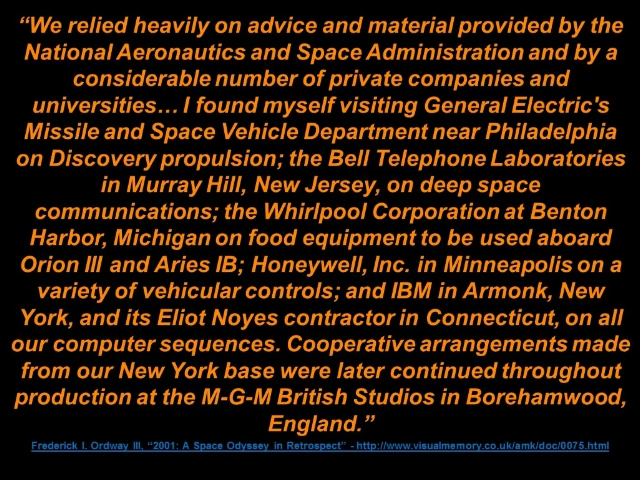 “We relied heavily on advice and material provided by the
National Aeronautics and Space Administration and by a
considerable number of private companies and
universities… I found myself visiting General Electric's
Missile and Space Vehicle Department near Philadelphia
on Discovery propulsion; the Bell Telephone Laboratories
in Murray Hill, New Jersey, on deep space
communications; the Whirlpool Corporation at Benton
Harbor, Michigan on food equipment to be used aboard
Orion III and Aries IB; Honeywell, Inc. in Minneapolis on a
variety of vehicular controls; and IBM in Armonk, New
York, and its Eliot Noyes contractor in Connecticut, on all
our computer sequences. Cooperative arrangements made
from our New York base were later continued throughout
production at the M-G-M British Studios in Borehamwood,
England.”
Frederick I. Ordway III, “2001: A Space Odyssey in Retrospect” - http://www.visualmemory.co.uk/amk/doc/0075.html